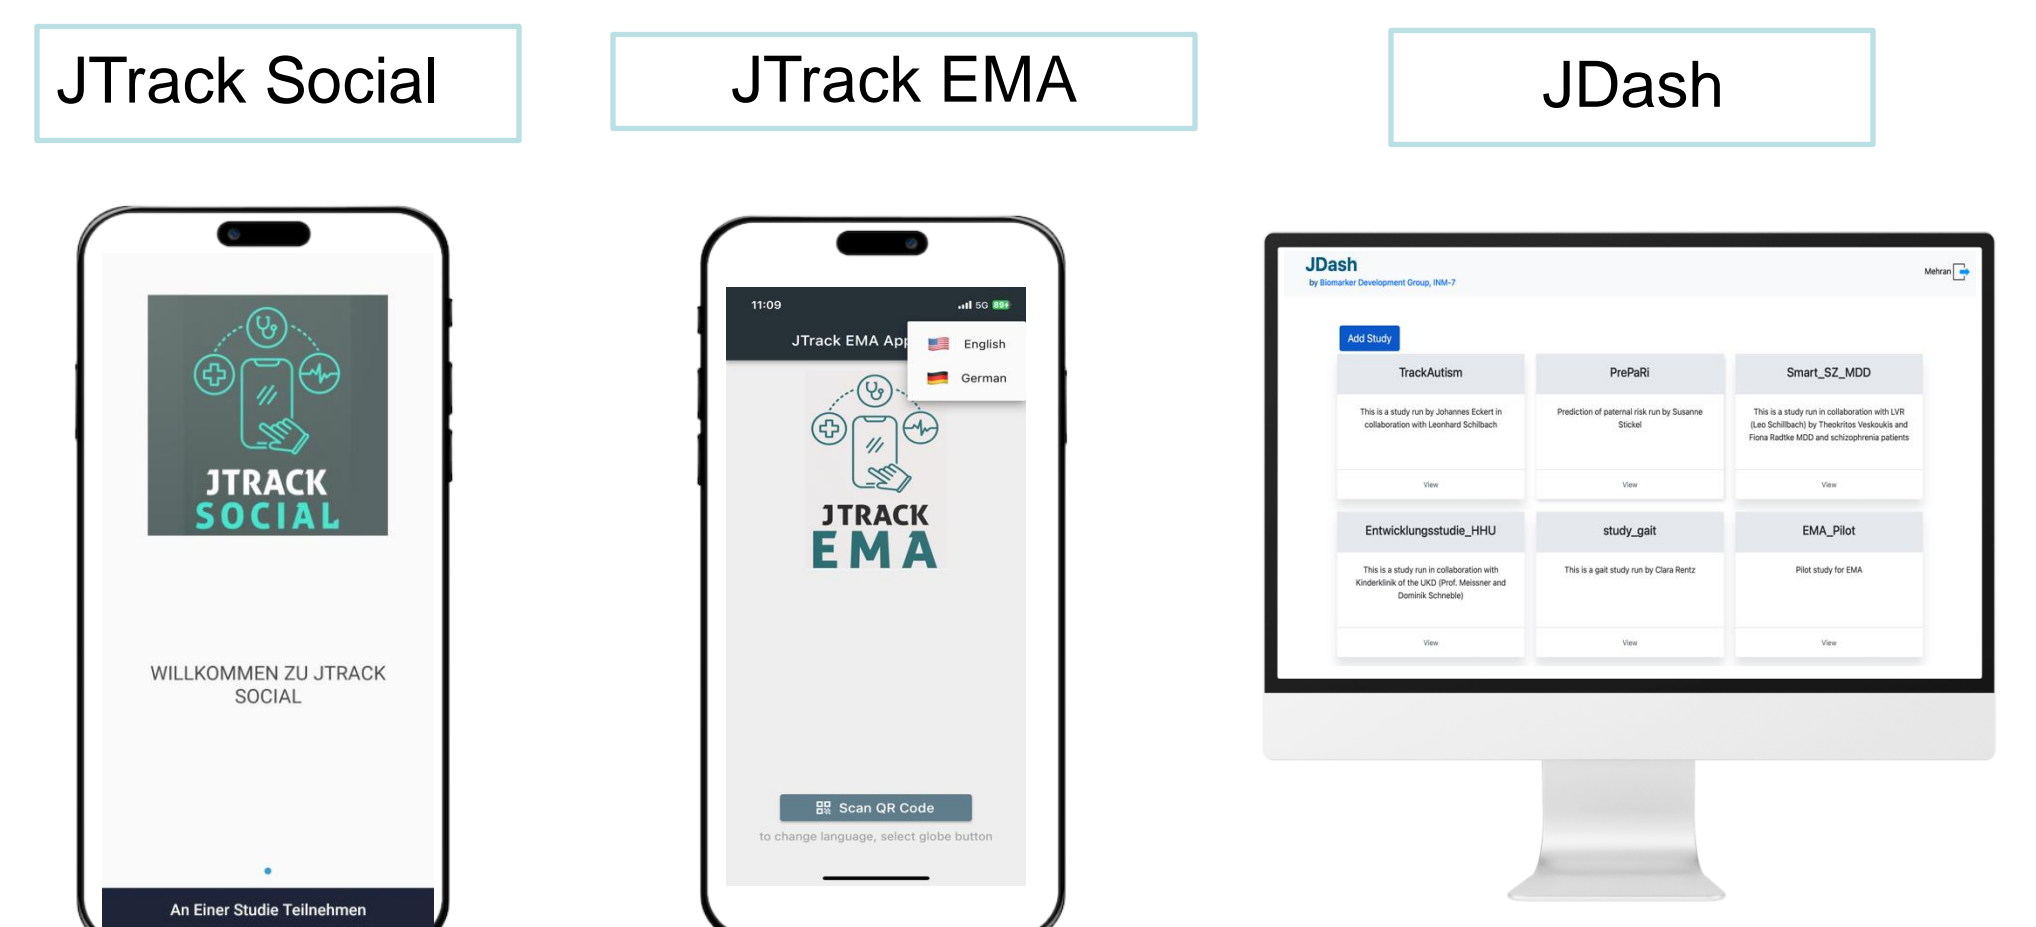 JTrack Social
JTrack EMA
JDash
JTRACK
SOCIAL
WILLKOMMEN ZU JTRACK
SOCIAL
An Einer Studie Teilnehmen
11:09
5G 89+
JTrack EMA App
English
German
JTRACK
EMA
Scan QR Code
to change language, select globe button
JDash
by Biomarker Development Group, INM-7
Mehran
Add Study
TrackAutism
This is a study run by Johannes Eckert in
collaboration with Leonhard Schilbach
View
PrePaRi
Prediction of paternal risk run by Susanne
Stickel
View
Smart_SZ_MDD
This is a study run in collaboration with LVR
(Leo Schillbach) by Theokritos Veskoukis and
Fiona Radtke MDD and schizophrenia patients
View
Entwicklungsstudie_HHU
This is a study run in collaboration with
Kinderklinik of the UKD (Prof. Meissner and
Dominik Schneble)
View
study_gait
This is a gait study run by Clara Rentz
View
EMA_Pilot
Pilot study for EMA
View